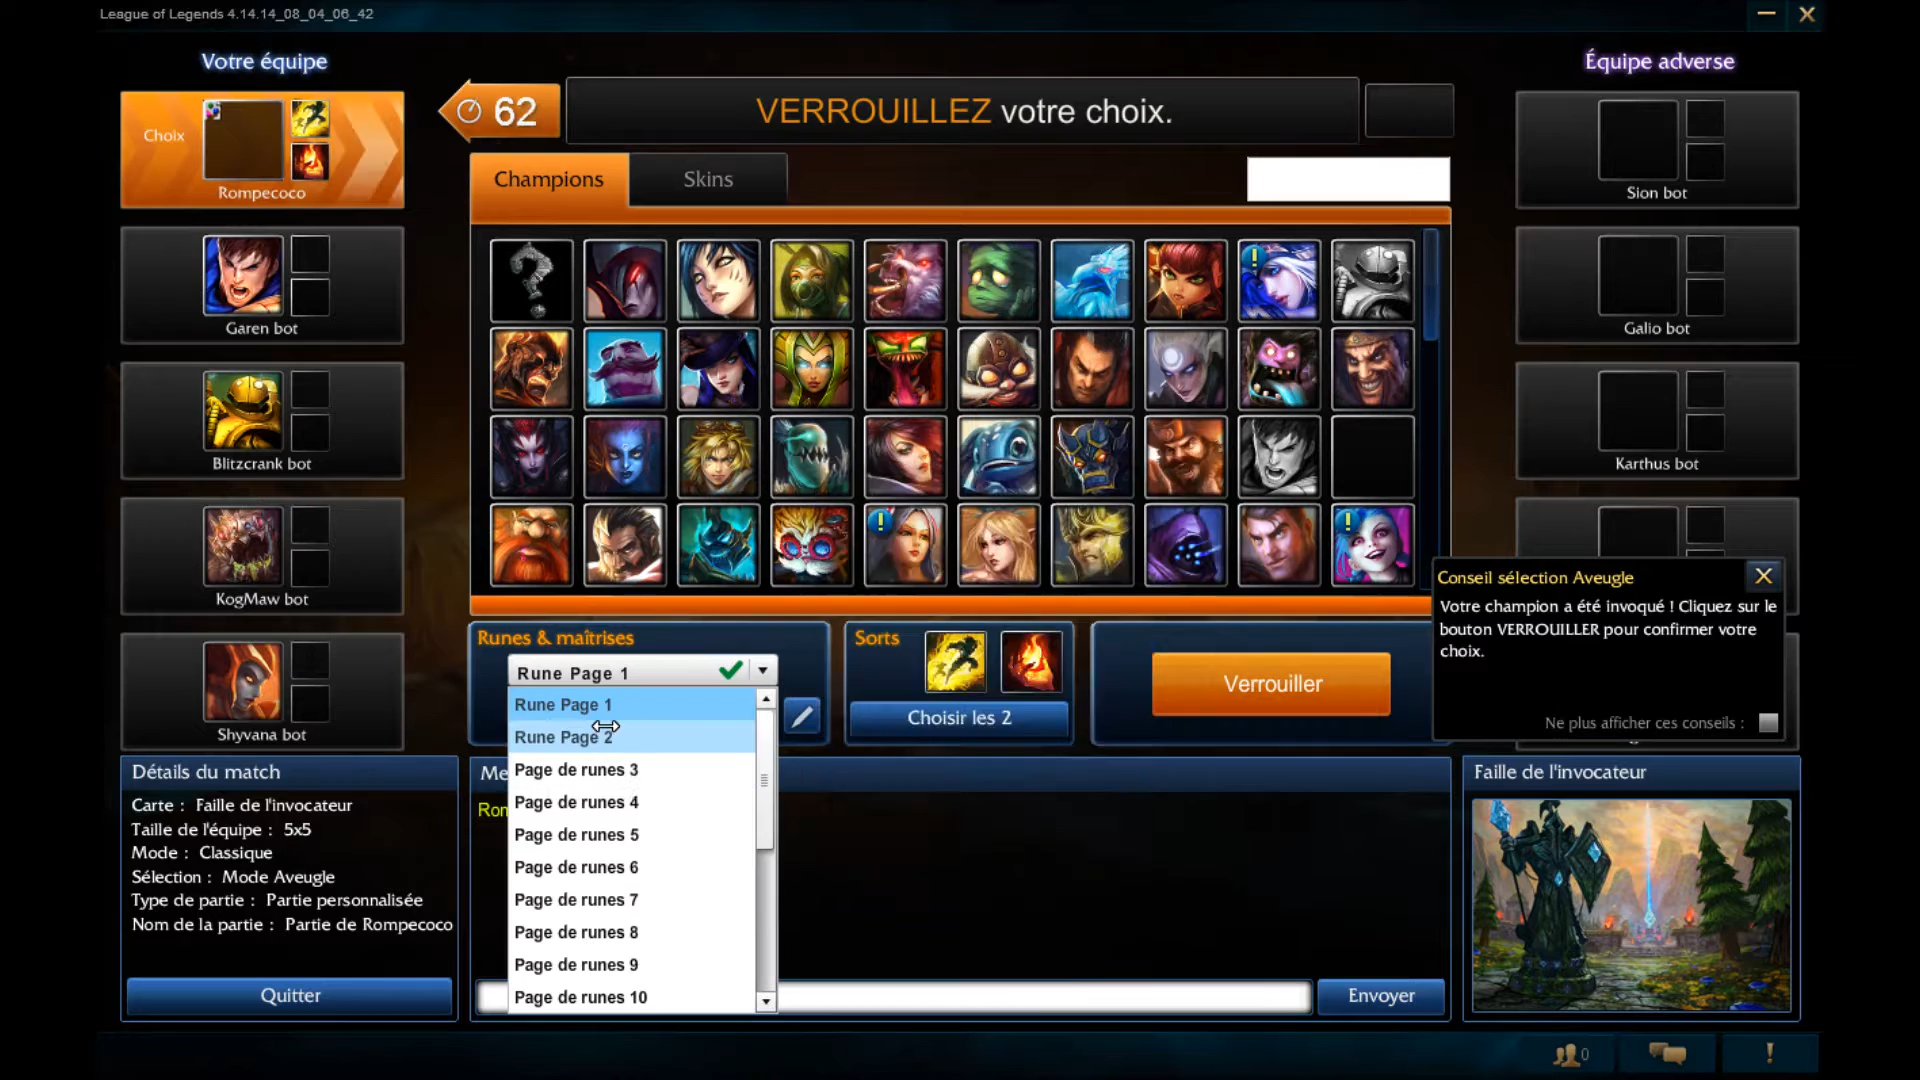 League of Legends 4.14.14_08_04_06_42
Votre équipe
Équipe adverse
62
VERROUILLEZ votre choix.
Choix
Rompecoco
Champions
Skins
Sion bot
Garen bot
Galio bot
Blitzcrank bot
Karthus bot
KogMaw bot
Shyvana bot
Conseil sélection Aveugle
Votre champion a été invoqué ! Cliquez sur le
bouton VERROUILLER pour confirmer votre
choix.
Ne plus afficher ces conseils :
Runes & maîtrises
Rune Page 1
Rune Page 1
Rune Page 2
Page de runes 3
Page de runes 4
Page de runes 5
Page de runes 6
Page de runes 7
Page de runes 8
Page de runes 9
Page de runes 10
Sorts
Choisir les 2
Verrouiller
Détails du match
Carte : Faille de l'invocateur
Taille de l'équipe : 5x5
Mode : Classique
Sélection : Mode Aveugle
Type de partie : Partie personnalisée
Nom de la partie : Partie de Rompecoco
Quitter
Me
Ron
Envoyer
Faille de l'invocateur
0